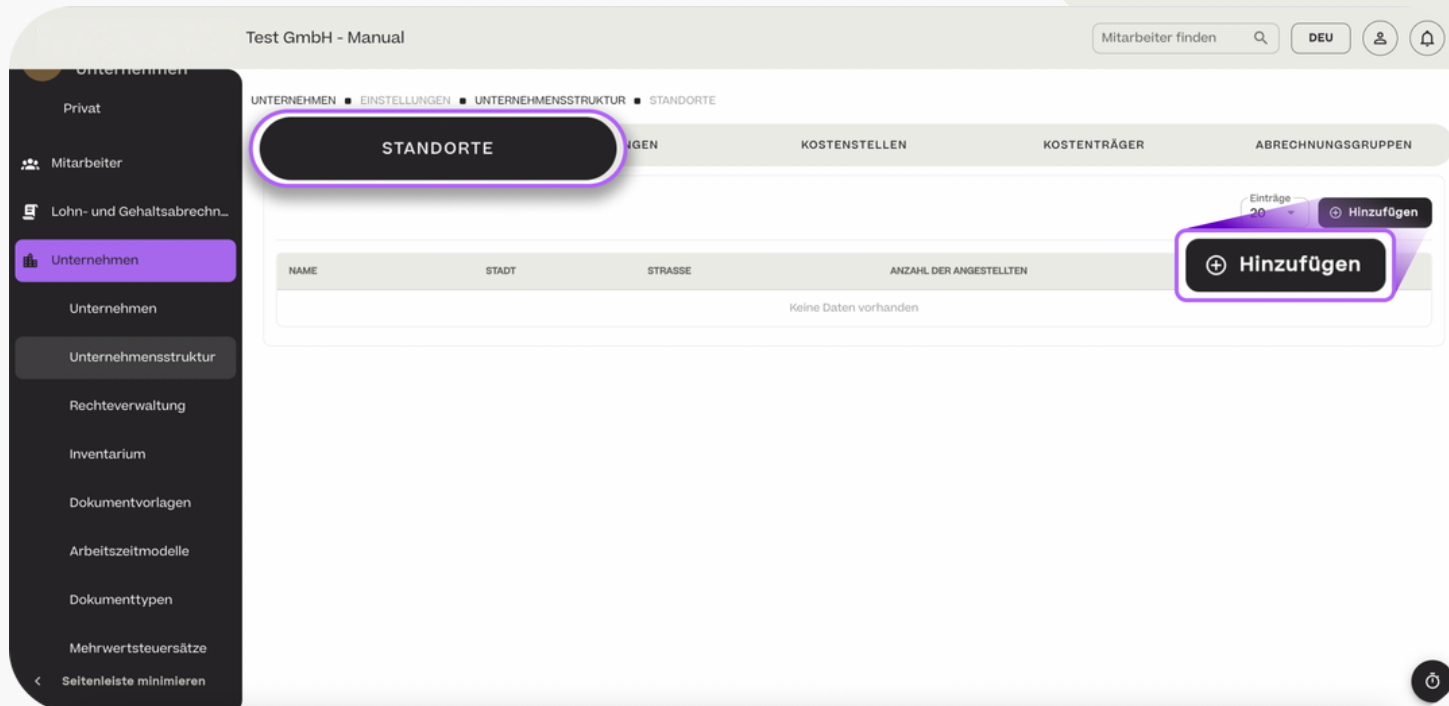 Test GmbH - Manual
Mitarbeiter finden
DEU
Unternehmen
Privat
Mitarbeiter
Lohn- und Gehaltsabrechn...
Unternehmen
Unternehmen
Unternehmensstruktur
Rechteverwaltung
Inventarium
Dokumentvorlagen
Arbeitszeitmodelle
Dokumenttypen
Mehrwertsteuersätze
Seitenleiste minimieren
UNTERNEHMEN ■ EINSTELLUNGEN ■ UNTERNEHMENSSTRUKTUR ■ STANDORTE
STANDORTE
NGEN
KOSTENSTELLEN
KOSTENTRÄGER
ABRECHNUNGSGRUPPEN
Einträge
20
Hinzufügen
Hinzufügen
NAME
STADT
STRASSE
ANZAHL DER ANGESTELLTEN
Keine Daten vorhanden